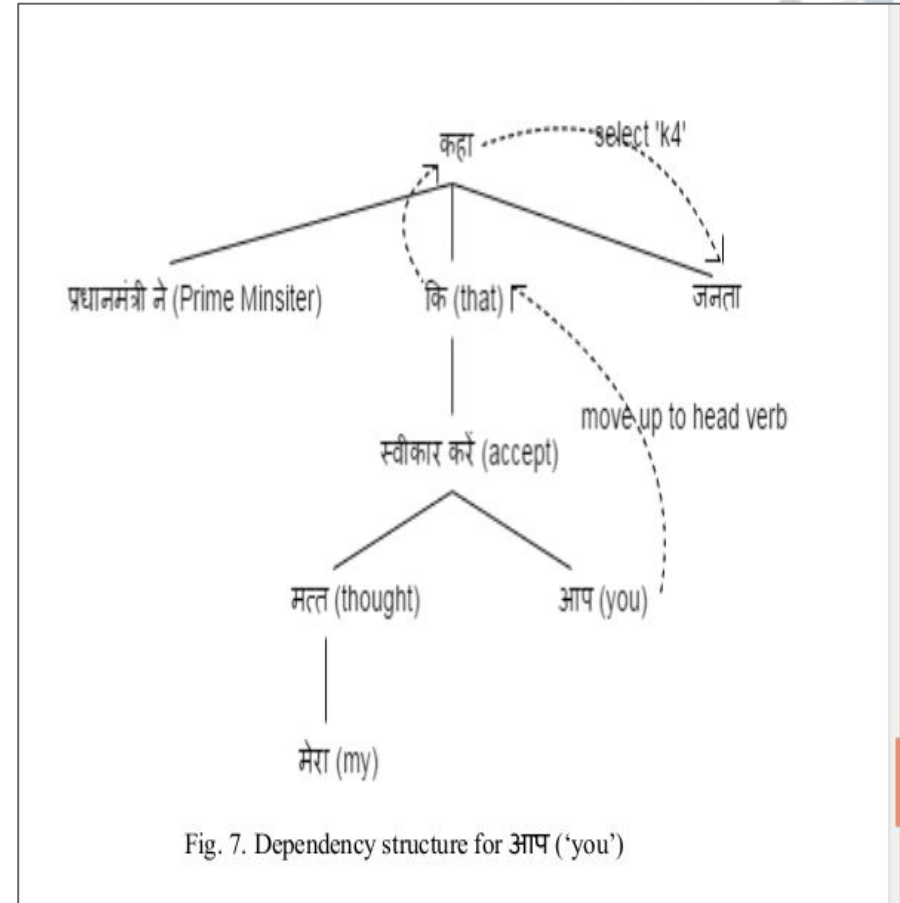 कहा
select 'k4'
प्रधानमंत्री ने (Prime Minsiter)
कि (that)
जनता
move up to head verb
स्वीकार करें (accept)
मत्त (thought)
आप (you)
मेरा (my)
Fig. 7. Dependency structure for आप (‘you’)